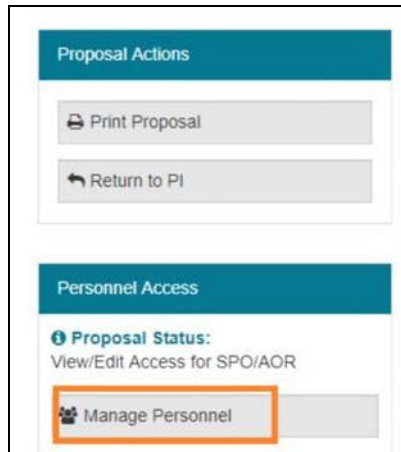 Proposal Actions
Print Proposal
Return to PI
Personnel Access
Proposal Status:
View/Edit Access for SPO/AOR
Manage Personnel